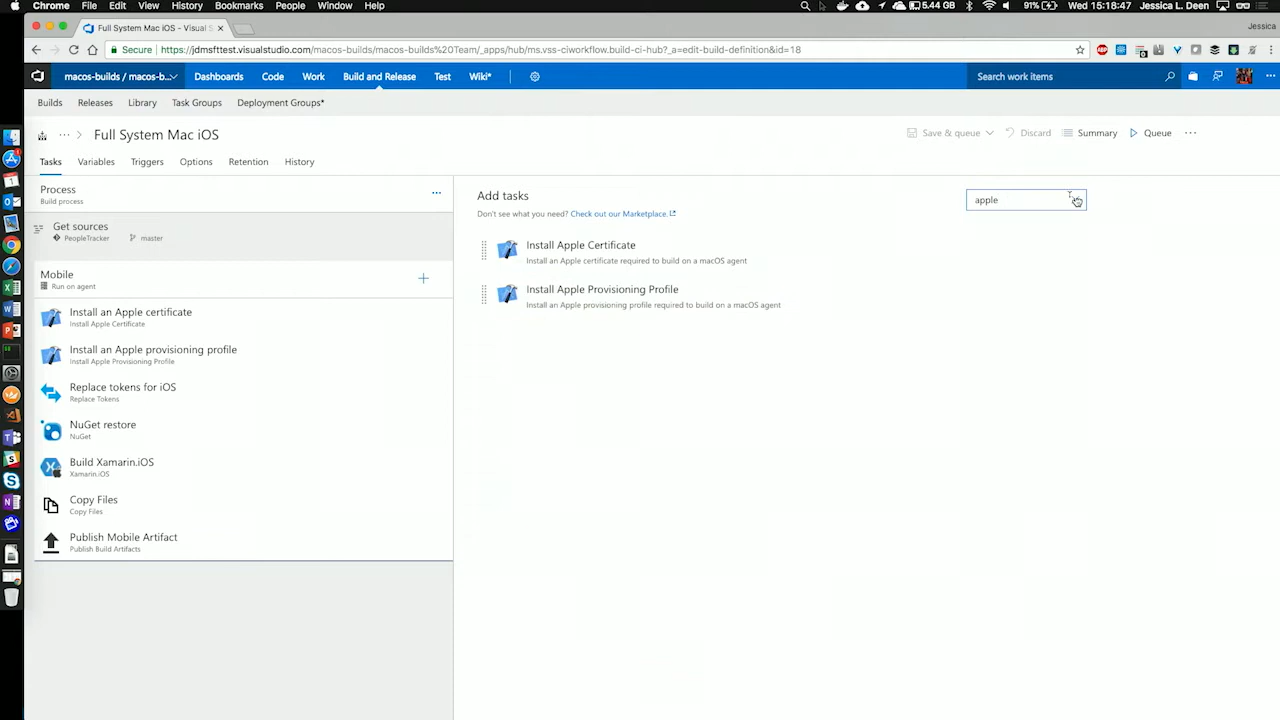 Chrome File Edit View History Bookmarks People Window Help
5.44 GB 91% Wed 15:18:47 Jessica L. Deen
Full System Mac iOS - Visual S
Jessica
Secure https://jdmsfttest.visualstudio.com/macos-builds/macos-builds%20Team/_apps/hub/ms.vss-ciworkflow.build-ci-hub?_a=edit-build-definition&id=18
macos-builds / macos-b... Dashboards Code Work Build and Release Test Wiki* Search work items
Builds Releases Library Task Groups Deployment Groups*
... > Full System Mac iOS
Save & queue Discard Summary Queue ...
Tasks Variables Triggers Options Retention History
Process
Build process
Get sources
PeopleTracker master
Mobile
Run on agent
Install an Apple certificate
Install Apple Certificate
Install an Apple provisioning profile
Install Apple Provisioning Profile
Replace tokens for iOS
Replace Tokens
NuGet restore
NuGet
Build Xamarin.iOS
Xamarin.iOS
Copy Files
Copy Files
Publish Mobile Artifact
Publish Build Artifacts
Add tasks
apple
Don't see what you need? Check out our Marketplace.
Install Apple Certificate
Install an Apple certificate required to build on a macOS agent
Install Apple Provisioning Profile
Install an Apple provisioning profile required to build on a macOS agent